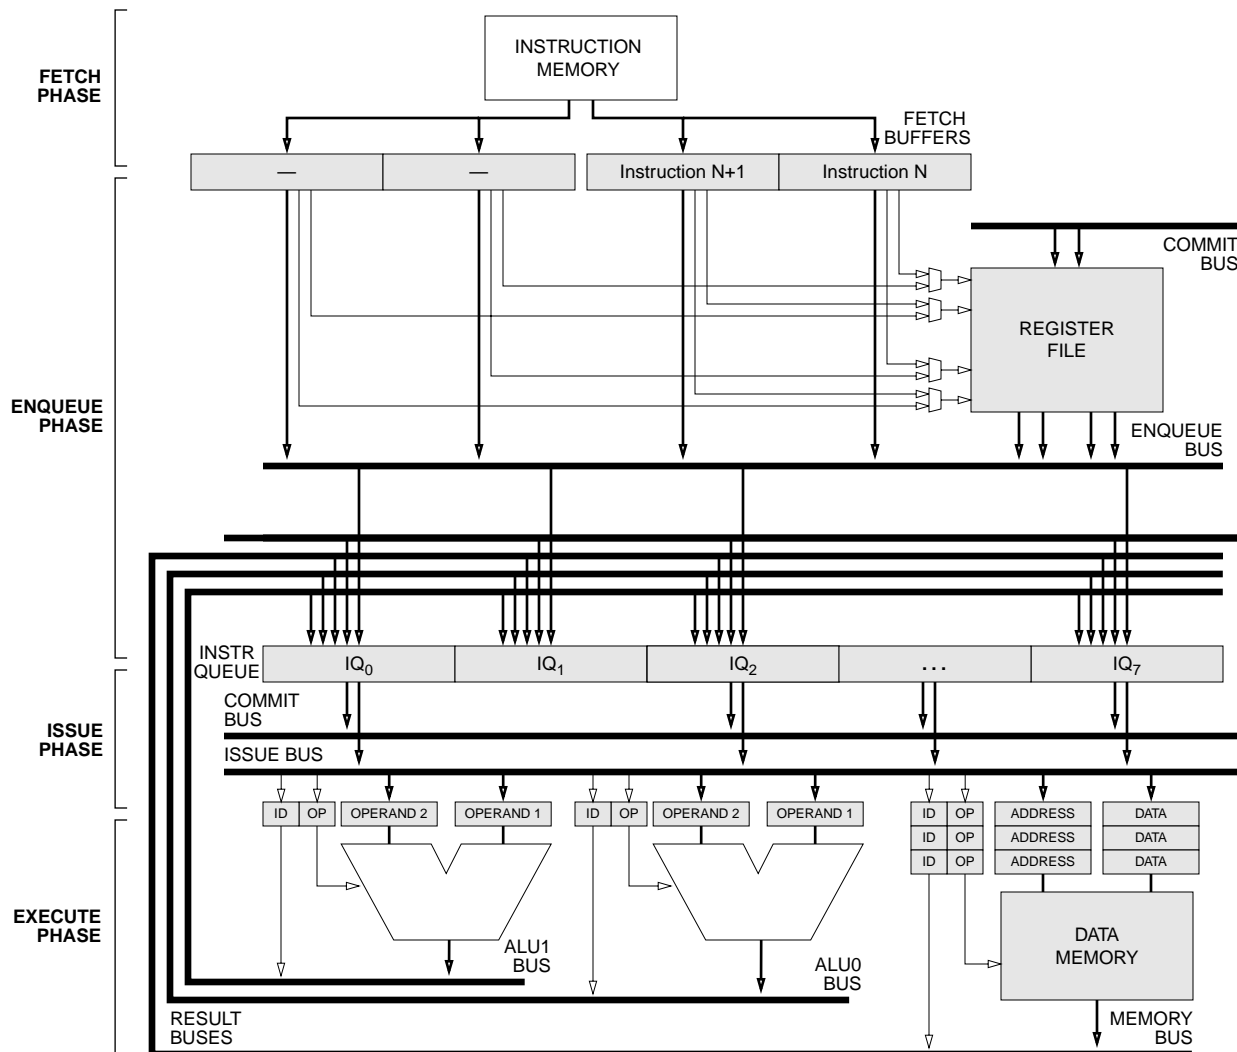 INSTRUCTION
MEMORY
FETCH
PHASE
FETCH
BUFFERS
—
—
Instruction N+1
Instruction N
COMMIT
BUS
REGISTER
FILE
ENQUEUE
PHASE
ENQUEUE
BUS
INSTR
QUEUE
IQ0
IQ1
IQ2
...
IQ7
COMMIT
BUS
ISSUE
PHASE
ISSUE BUS
ID OP OPERAND 2 OPERAND 1 ID OP OPERAND 2 OPERAND 1 ID OP ADDRESS DATA
ID OP ADDRESS DATA
ID OP ADDRESS DATA
EXECUTE
PHASE
DATA
MEMORY
ALU1
BUS
ALU0
BUS
RESULT
BUSES
MEMORY
BUS